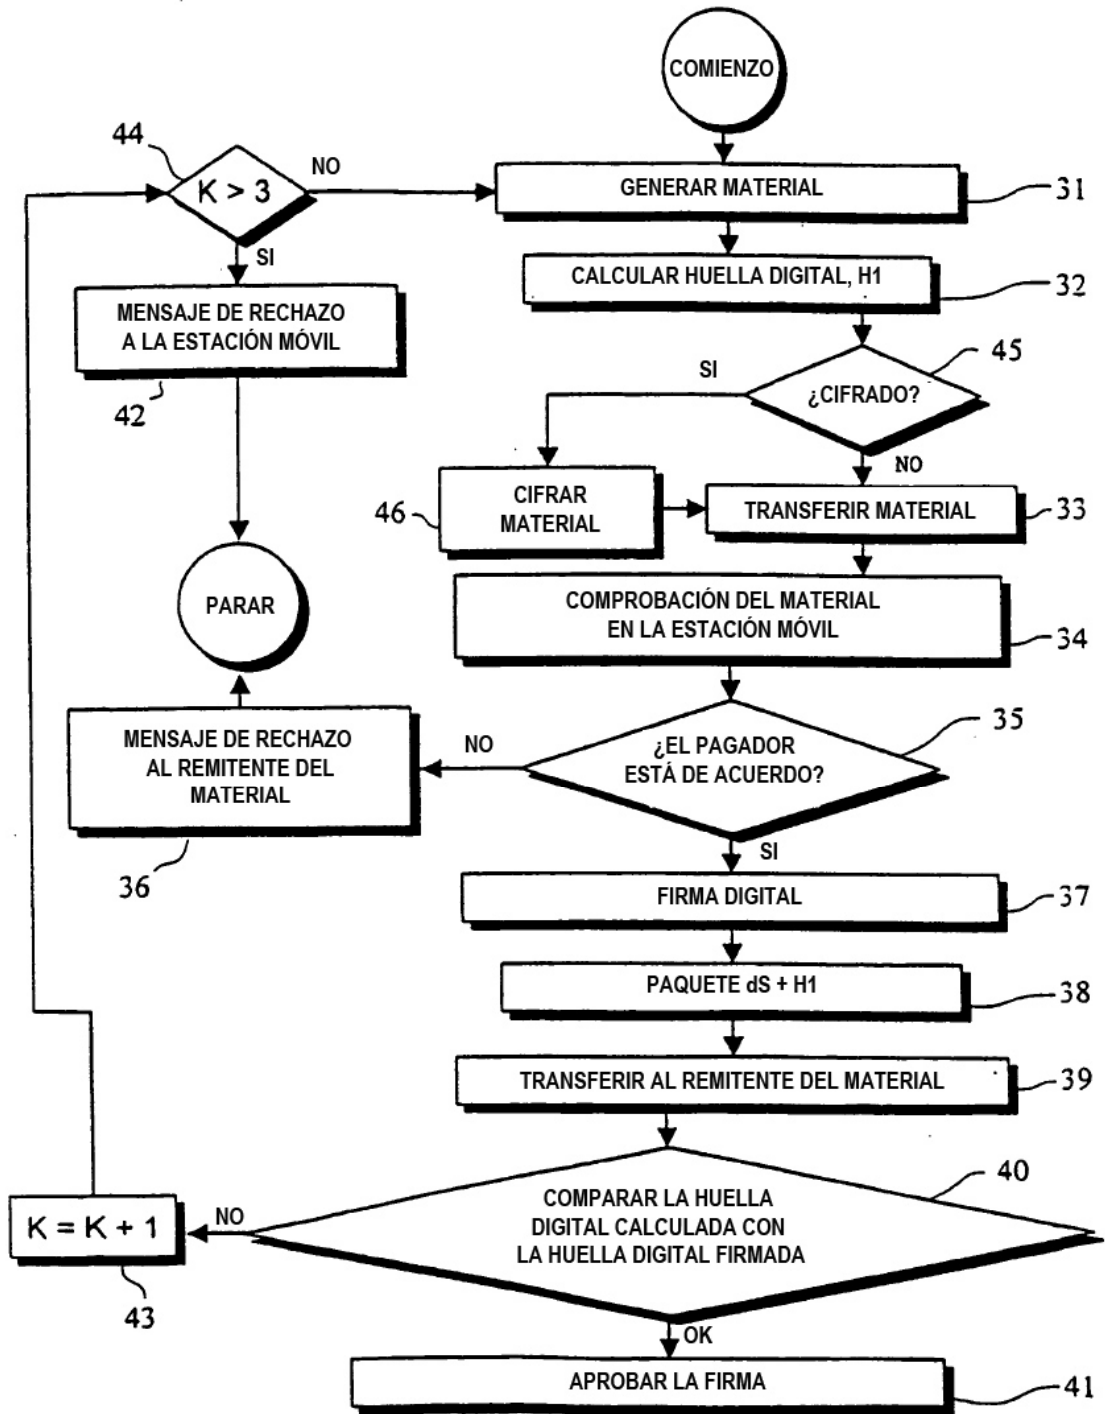 COMIENZO
44
K > 3
NO
GENERAR MATERIAL
31
SI
CALCULAR HUELLA DIGITAL, H1
32
MENSAJE DE RECHAZO
A LA ESTACIÓN MÓVIL
42
45
SI
¿CIFRADO?
NO
CIFRAR
MATERIAL
46
TRANSFERIR MATERIAL
33
PARAR
COMPROBACIÓN DEL MATERIAL
EN LA ESTACIÓN MÓVIL
34
35
MENSAJE DE RECHAZO
AL REMITENTE DEL
MATERIAL
36
NO
¿EL PAGADOR
ESTÁ DE ACUERDO?
SI
FIRMA DIGITAL
37
PAQUETE dS + H1
38
TRANSFERIR AL REMITENTE DEL MATERIAL
39
40
COMPARAR LA HUELLA
DIGITAL CALCULADA CON
LA HUELLA DIGITAL FIRMADA
NO
K = K + 1
43
OK
APROBAR LA FIRMA
41